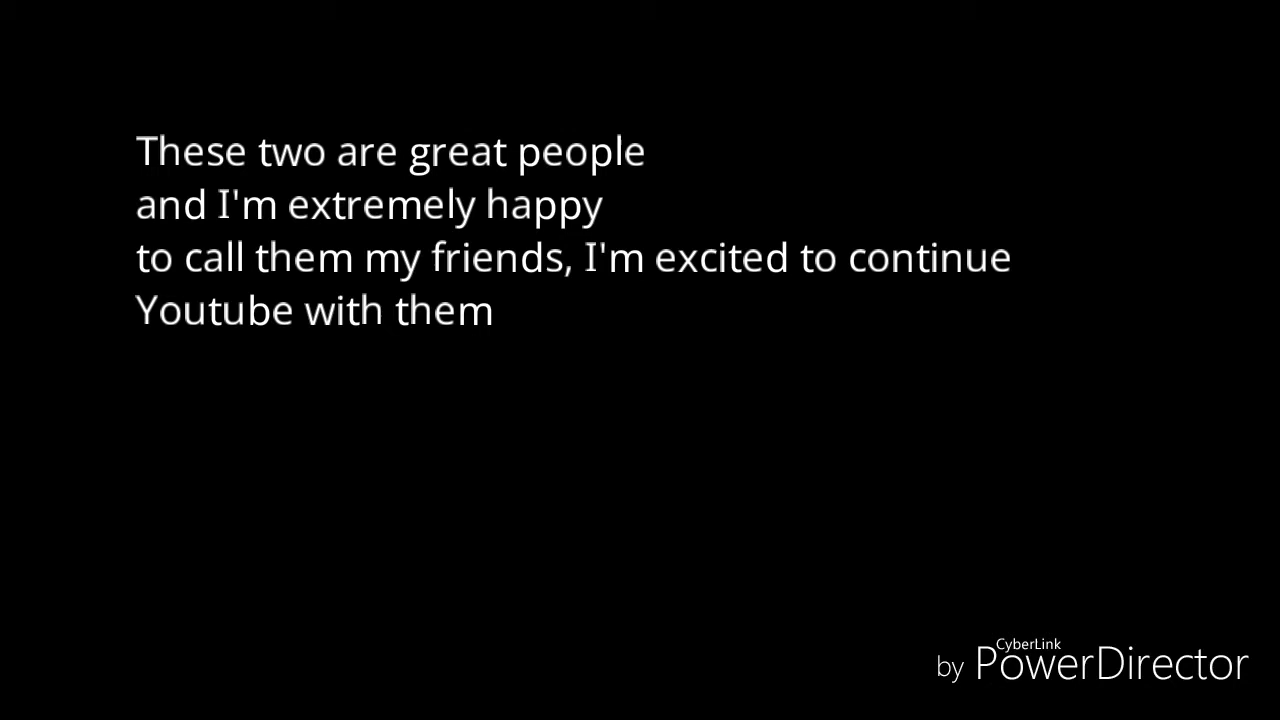 These two are great people
and I'm extremely happy
to call them my friends, I'm excited to continue
Youtube with them
CyberLink
by PowerDirector